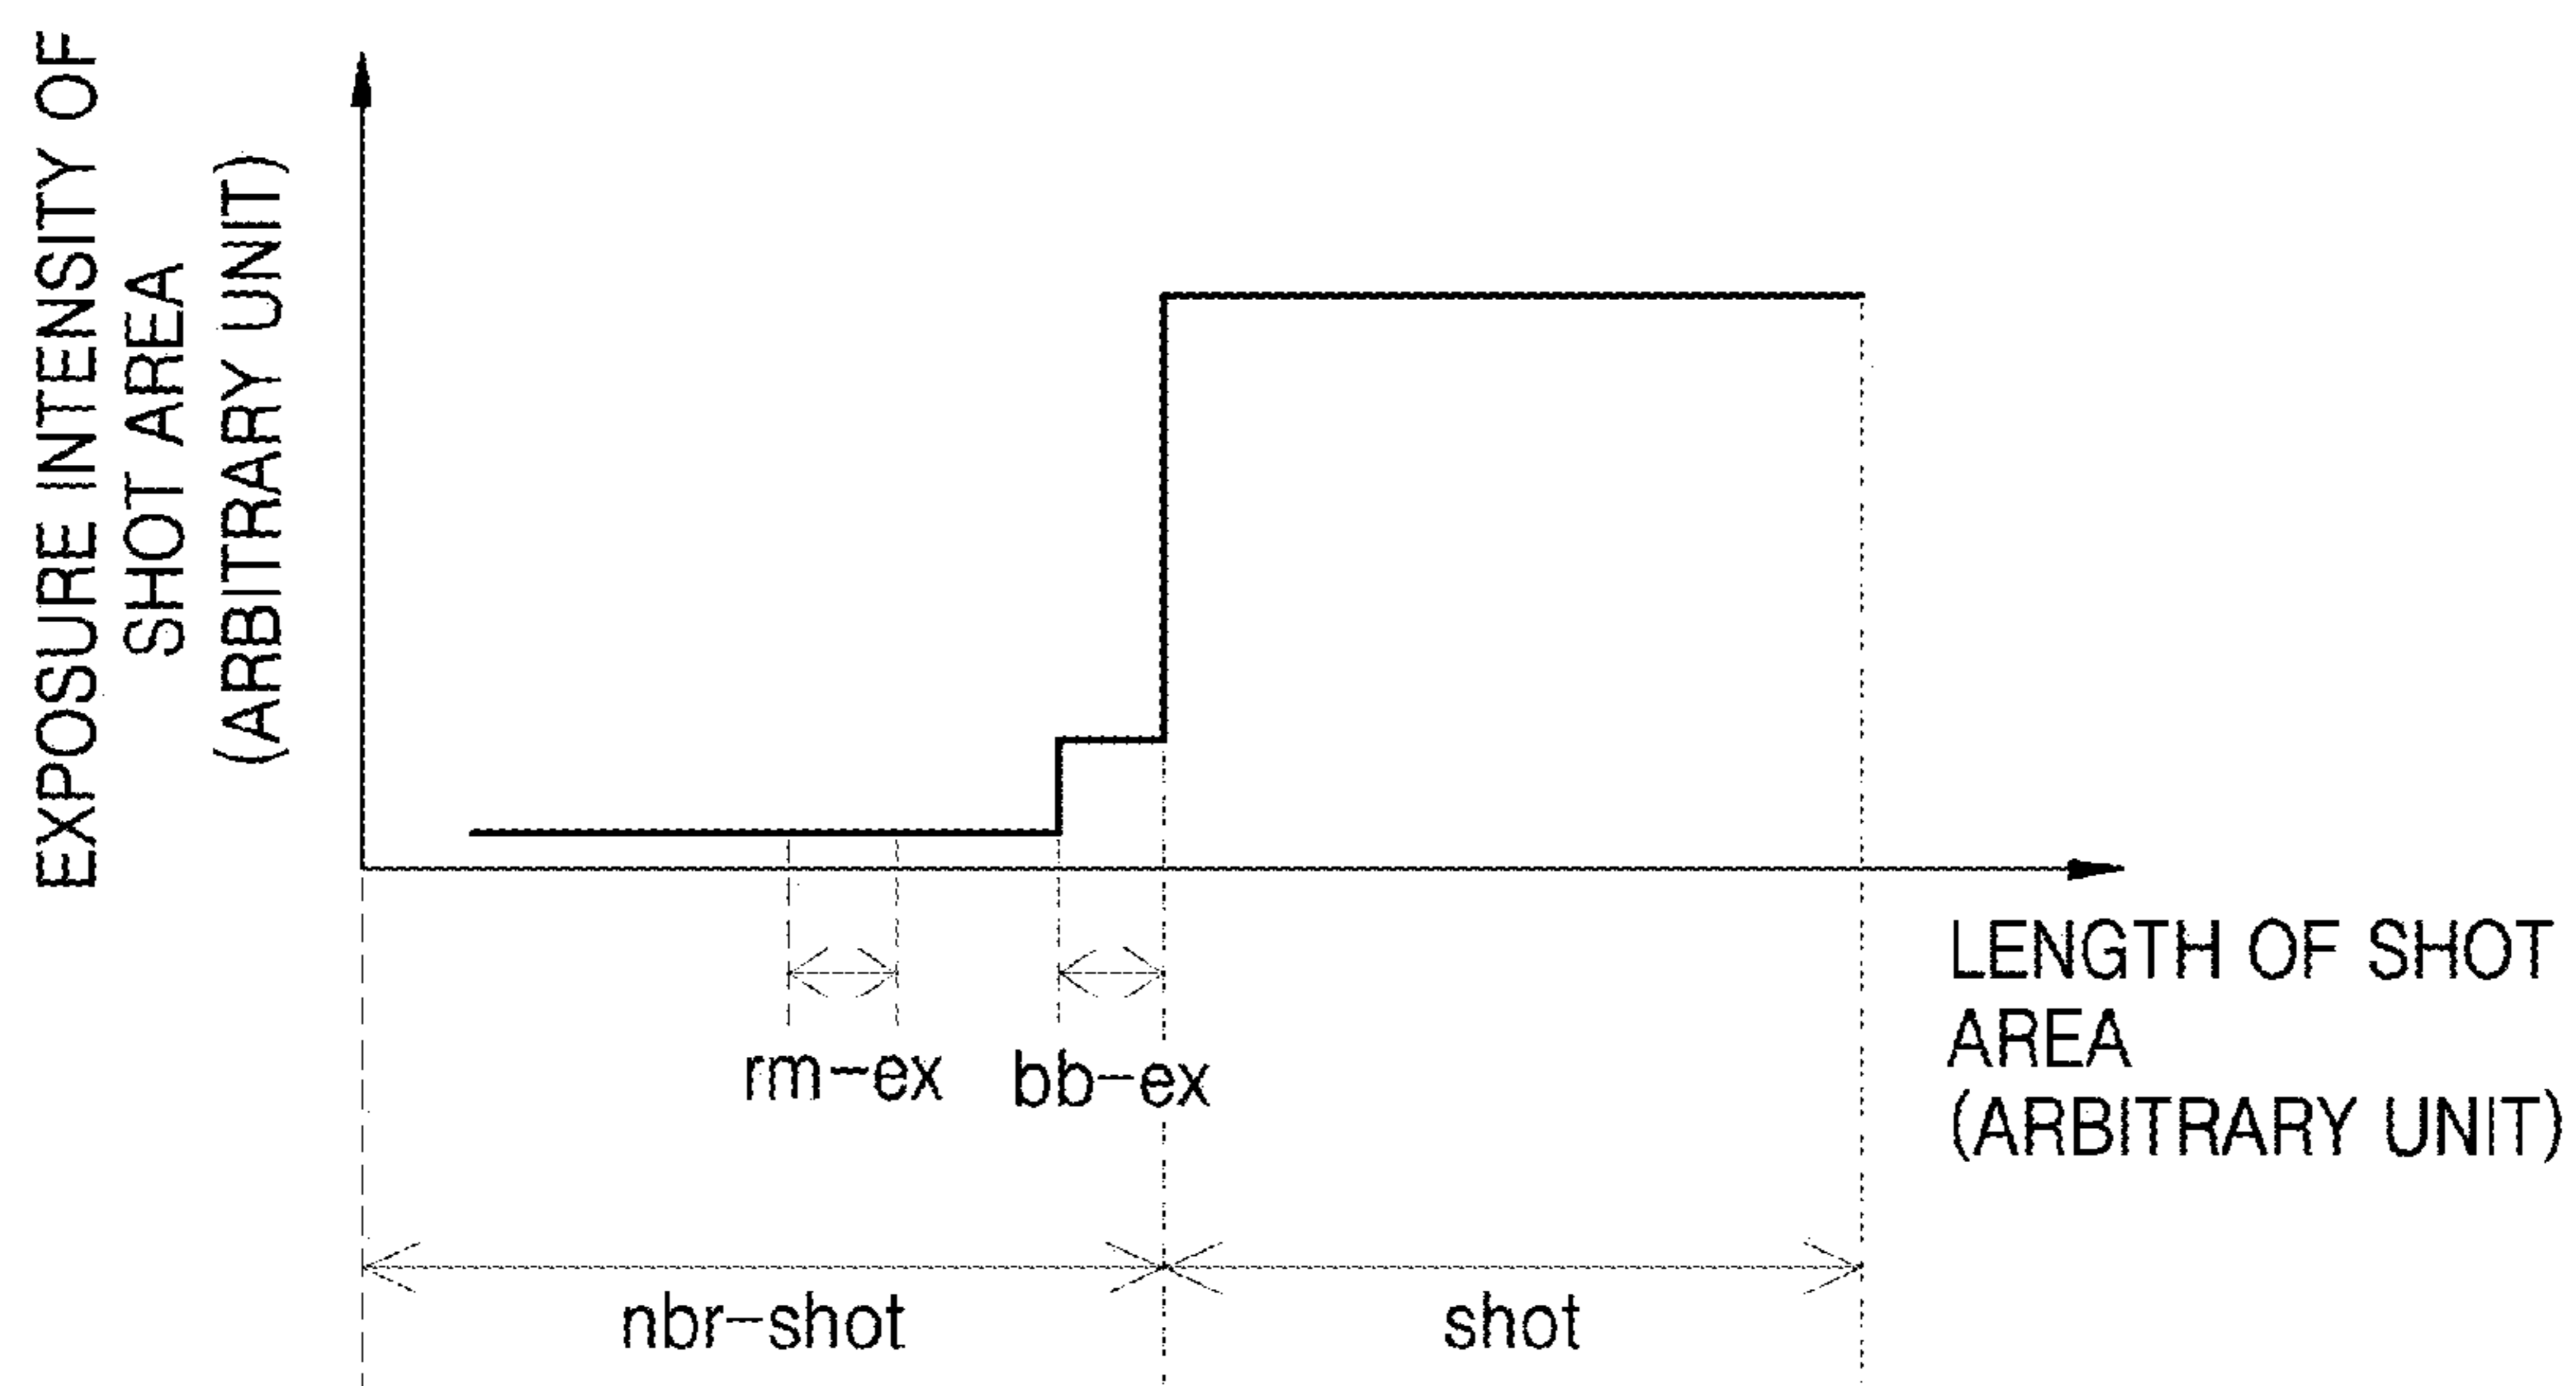 EXPOSURE INTENSITY OF
SHOT AREA
(ARBITRARY UNIT)
LENGTH OF SHOT
AREA
(ARBITRARY UNIT)
rm-ex
bb-ex
nbr-shot
shot